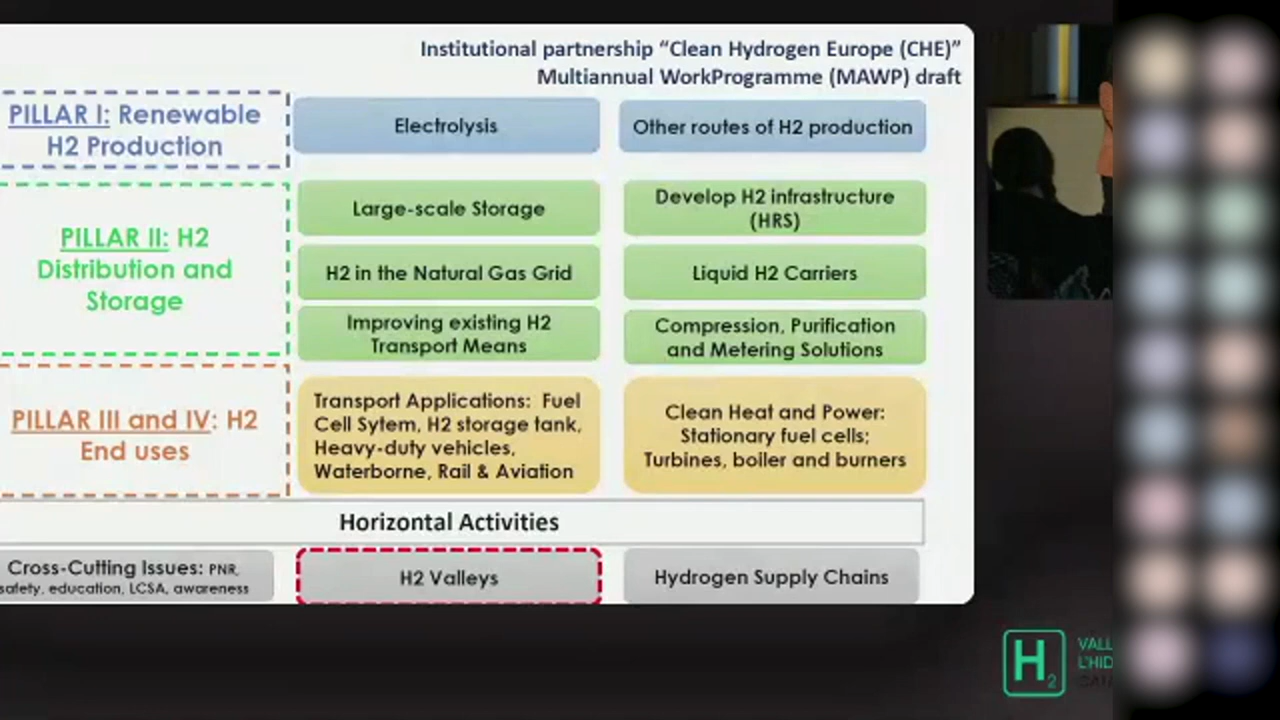 Institutional partnership “Clean Hydrogen Europe (CHE)”
Multiannual WorkProgramme (MAWP) draft
PILLAR I: Renewable
H2 Production
Electrolysis
Other routes of H2 production
PILLAR II: H2
Distribution and
Storage
Large-scale Storage
Develop H2 infrastructure
(HRS)
H2 in the Natural Gas Grid
Liquid H2 Carriers
Improving existing H2
Transport Means
Compression, Purification
and Metering Solutions
PILLAR III and IV: H2
End uses
Transport Applications: Fuel
Cell Sytem, H2 storage tank,
Heavy-duty vehicles,
Waterborne, Rail & Aviation
Clean Heat and Power:
Stationary fuel cells;
Turbines, boiler and burners
Horizontal Activities
Cross-Cutting Issues: PNR,
safety, education, LCSA, awareness
H2 Valleys
Hydrogen Supply Chains
H2
VALL
L'HID